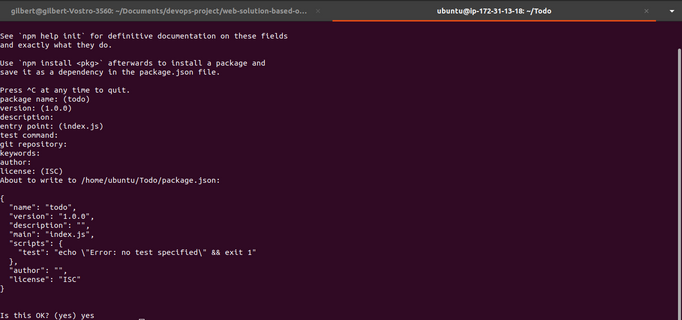 gilbert@gilbert-Vostro-3560: ~/Documents/devops-project/web-solution-based-o...
ubuntu@ip-172-31-13-18: ~/Todo
See `npm help init` for definitive documentation on these fields
and exactly what they do.
Use `npm install <pkg>` afterwards to install a package and
save it as a dependency in the package.json file.
Press ^C at any time to quit.
package name: (todo)
version: (1.0.0)
description:
entry point: (index.js)
test command:
git repository:
keywords:
author:
license: (ISC)
About to write to /home/ubuntu/Todo/package.json:
{
"name": "todo",
"version": "1.0.0",
"description": "",
"main": "index.js",
"scripts": {
"test": "echo \"Error: no test specified\" && exit 1"
},
"author": "",
"license": "ISC"
}
Is this OK? (yes) yes